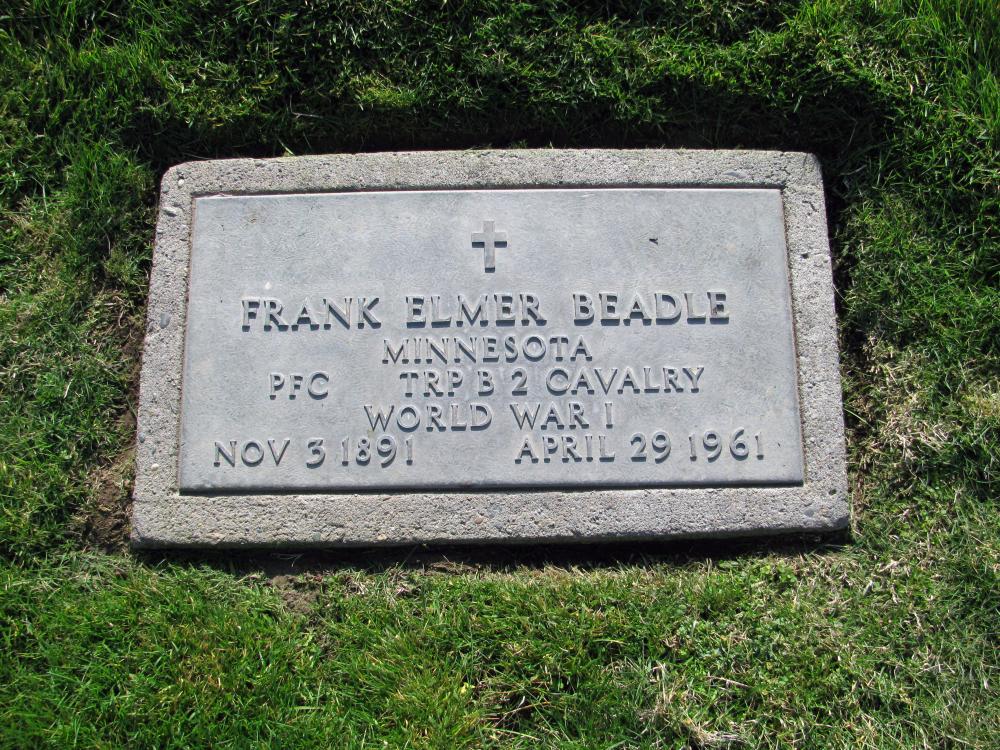 FRANK ELMER BEADLE
MINNESOTA
PFC TRP B 2 CAVALRY
WORLD WAR I
NOV 3 1891 APRIL 29 1961